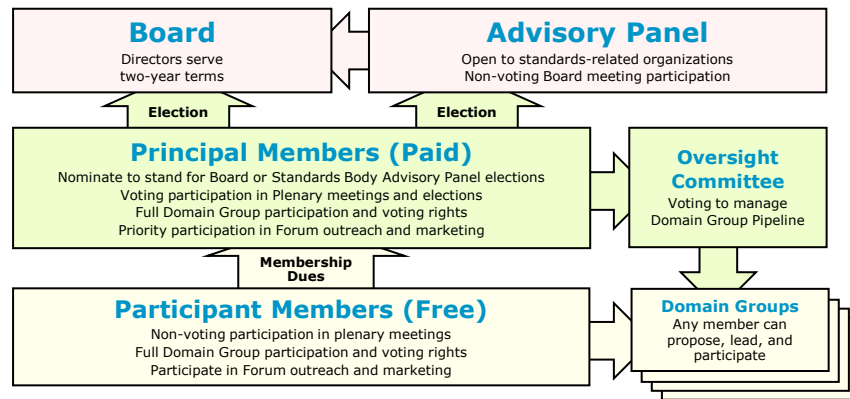 Board
Directors serve
two-year terms
Advisory Panel
Open to standards-related organizations
Non-voting Board meeting participation
Election
Election
Principal Members (Paid)
Nominate to stand for Board or Standards Body Advisory Panel elections
Voting participation in Plenary meetings and elections
Full Domain Group participation and voting rights
Priority participation in Forum outreach and marketing
Oversight
Committee
Voting to manage
Domain Group Pipeline
Membership
Dues
Participant Members (Free)
Non-voting participation in plenary meetings
Full Domain Group participation and voting rights
Participate in Forum outreach and marketing
Domain Groups
Any member can
propose, lead, and
participate